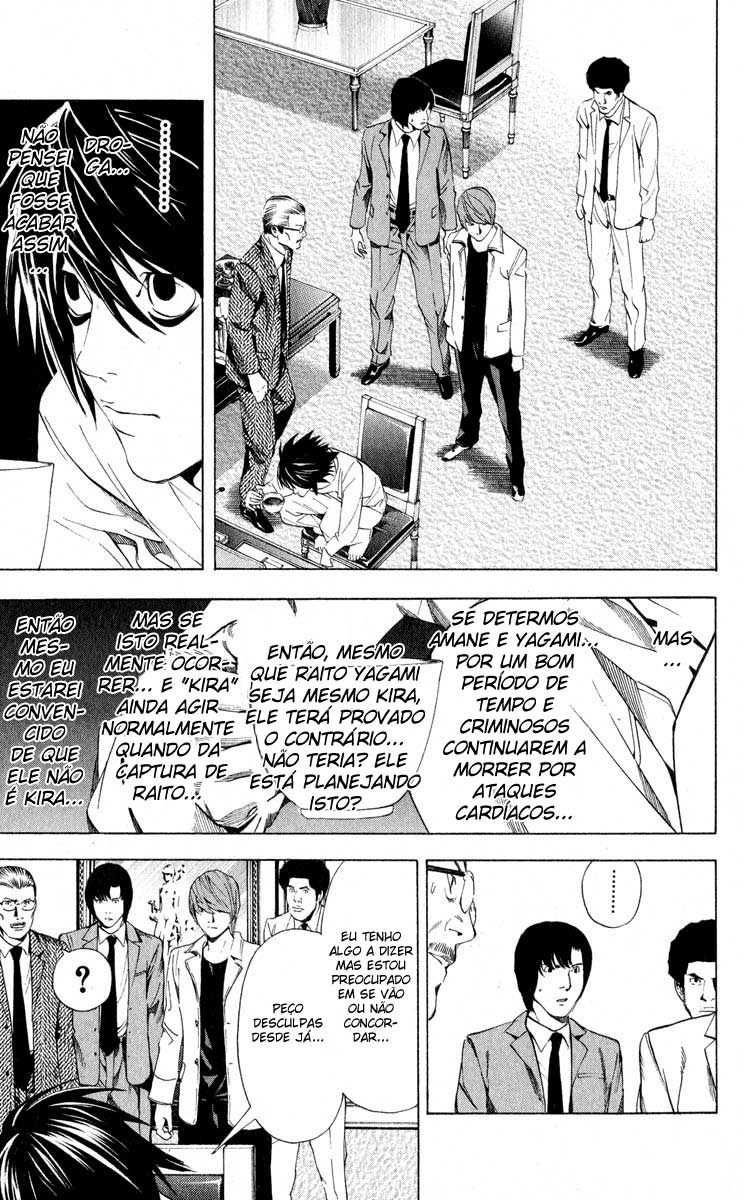 .........
DRO-
GA...
NÃO
PENSEI
QUE
FOSSE
ACABAR
ASSIM
...
MAS
...
SE DETERMOS
AMANE E YAGAMI...
POR UM BOM
PERÍODO DE
TEMPO E
CRIMINOSOS
CONTINUAREM A
MORRER POR
ATAQUES
CARDÍACOS...
ENTÃO, MESMO
QUE RAITO YAGAMI
SEJA MESMO KIRA,
ELE TERÁ PROVADO
O CONTRÁRIO...
NÃO TERIA? ELE
ESTÁ PLANEJANDO
ISTO?
MAS SE
ISTO REAL-
MENTE OCOR-
RER... E "KIRA"
AINDA AGIR
NORMALMENTE
QUANDO DA
CAPTURA DE
RAITO...
ENTÃO
MES-
MO EU
ESTAREI
CONVEN-
CIDO
DE QUE
ELE NÃO
É KIRA...
......
EU TENHO
ALGO A DIZER
MAS ESTOU
PREOCUPADO
EM SE VÃO
OU NÃO
CONCOR-
DAR...
PEÇO
DESCULPAS
DESDE JÁ...
?